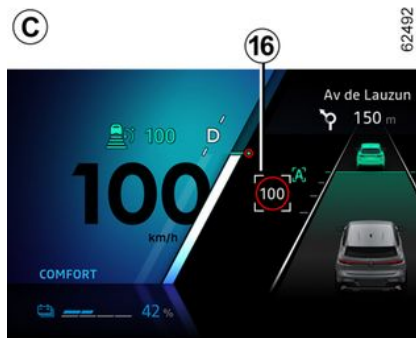 C
16
62492
Av de Lauzun
150 m
100
D
100
km/h
A
100
COMFORT
42 %